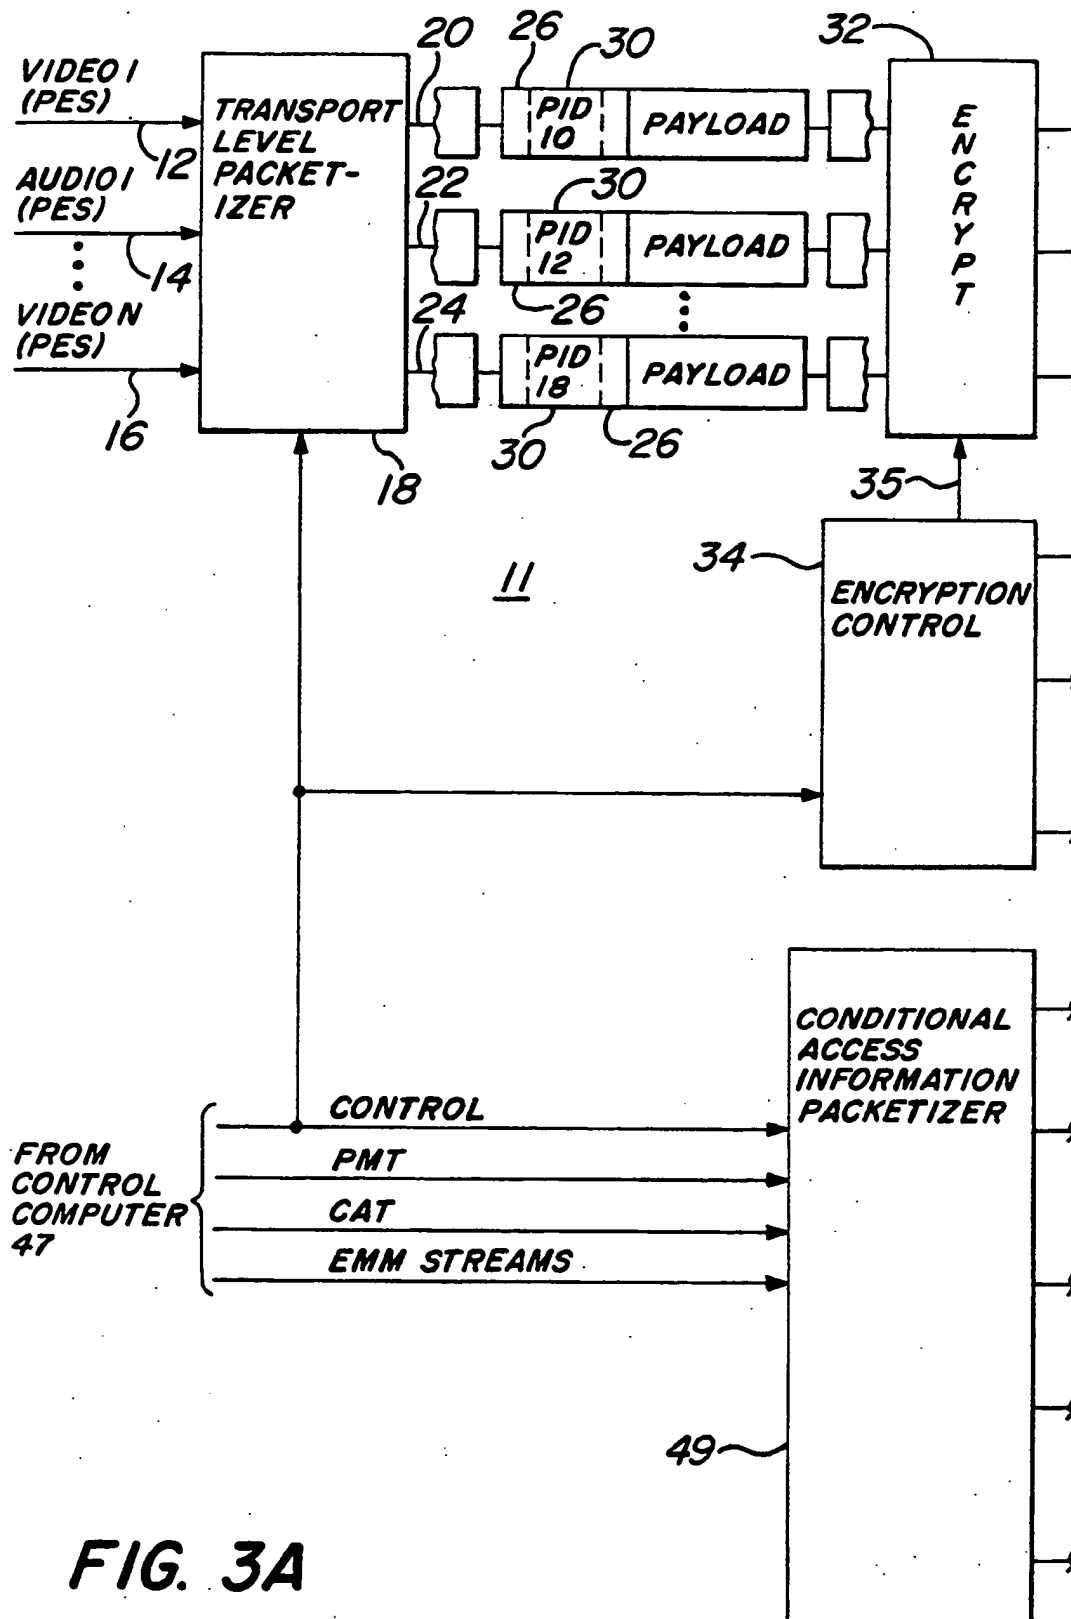 20
26
30
32
VIDEO 1
(PES)
12
TRANSPORT
LEVEL
PACKET-
IZER
PID
10
PAYLOAD
ENCRYPT
AUDIO 1
(PES)
14
22
30
PID
12
PAYLOAD
26
VIDEO N
(PES)
16
24
PID
18
PAYLOAD
30
26
18
35
11
34
ENCRYPTION
CONTROL
CONDITIONAL
ACCESS
INFORMATION
PACKETIZER
FROM
CONTROL
COMPUTER
47
CONTROL
PMT
CAT
EMM STREAMS
49
FIG. 3A